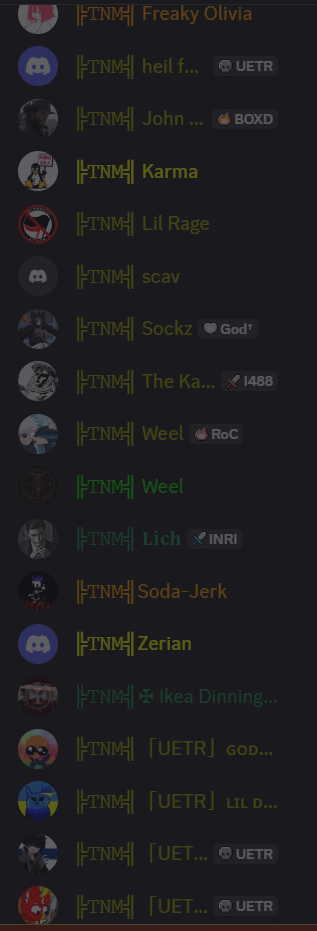 ╠TNM╣ Freaky Olivia
╠TNM╣ heil f... UETR
╠TNM╣ John ... BOXD
╠TNM╣ Karma
╠TNM╣ Lil Rage
╠TNM╣ scav
╠TNM╣ Sockz God†
╠TNM╣ The Ka... I488
╠TNM╣ Weel RoC
╠TNM╣ Weel
╠TNM╣ 𝐋𝐢𝐜𝐡 INRI
╠TNM╣Soda-Jerk
╠TNM╣Zerian
╠TNM╣✠ Ikea Dinning...
╠TNM╣「UETR」 ɢᴏᴅ...
╠TNM╣「UETR」 ʟɪʟ ᴅ...
╠TNM╣「UET... UETR
╠TNM╣「UET... UETR